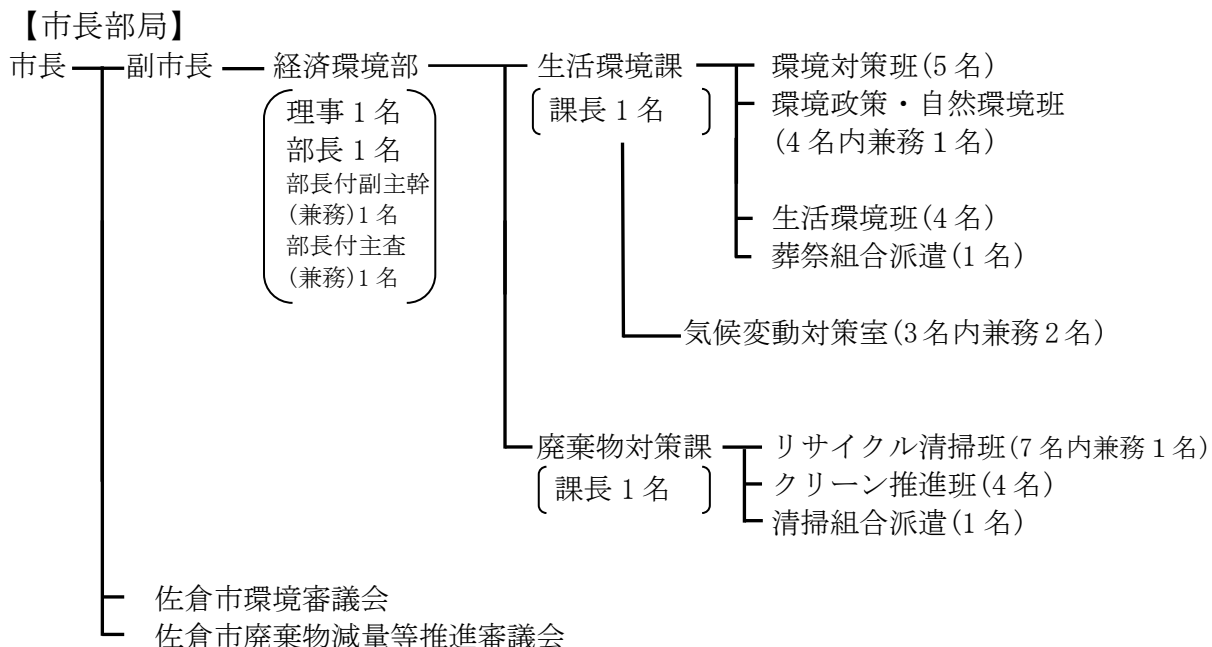 【市長部局】
市長 副市長 経済環境部 生活環境課 環境対策班(5名)
理事1名
部長1名
部長付副主幹
(兼務)1名
部長付主査
(兼務)1名
課長1名
環境政策・自然環境班
(4名内兼務1名)
生活環境班(4名)
葬祭組合派遣(1名)
気候変動対策室(3名内兼務2名)
廃棄物対策課 リサイクル清掃班(7名内兼務1名)
課長1名
クリーン推進班(4名)
清掃組合派遣(1名)
佐倉市環境審議会
佐倉市廃棄物減量等推進審議会